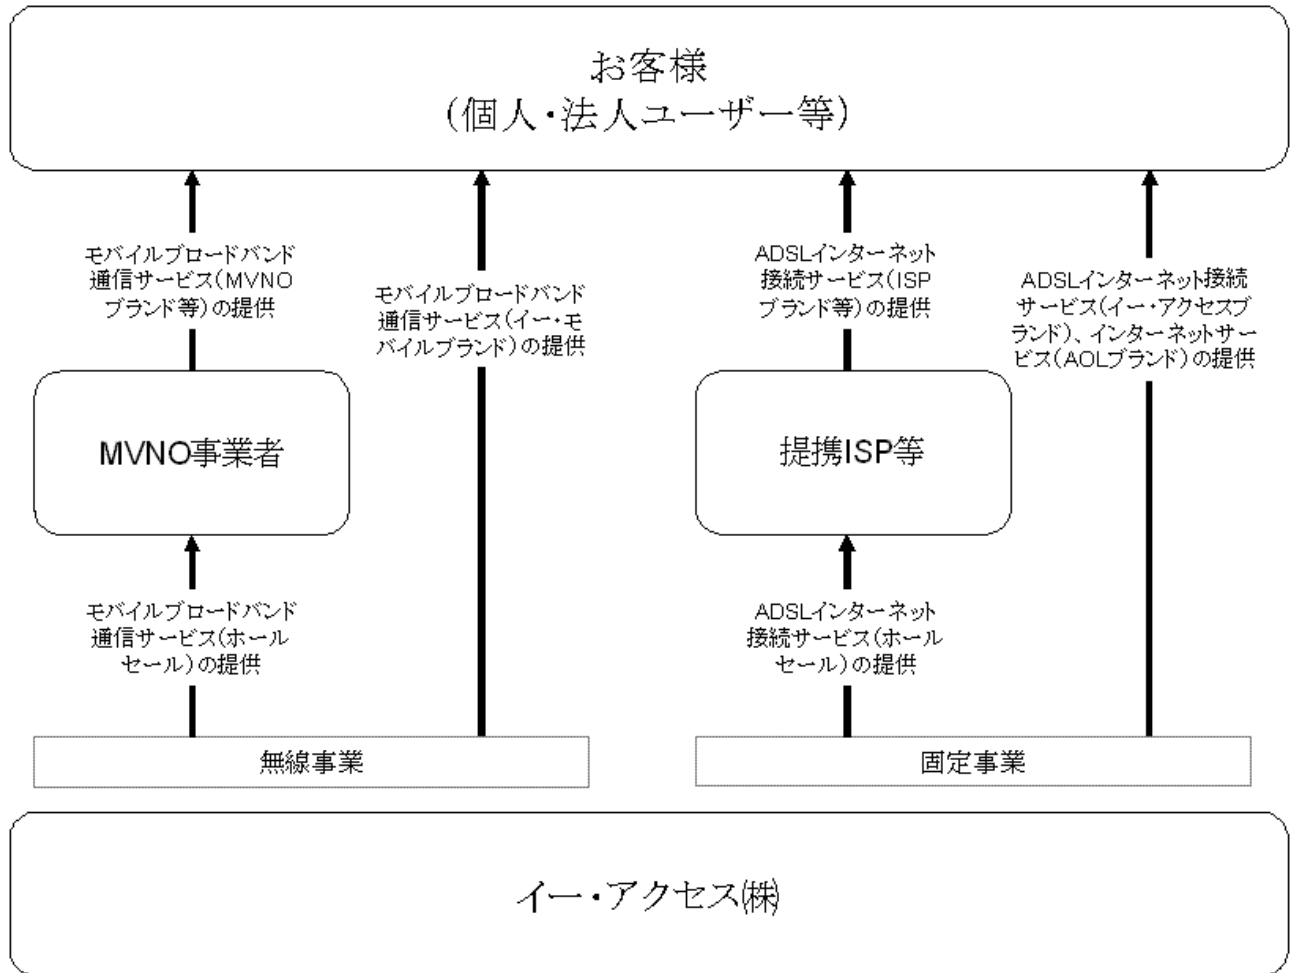 お客様
(個人・法人ユーザー等)
モバイルブロードバンド
通信サービス(MVNO
ブランド等)の提供
モバイルブロードバンド
通信サービス(イー・モ
バイルブランド)の提供
ADSLインターネット
接続サービス(ISP
ブランド等)の提供
ADSLインターネット接続
サービス(イー・アクセスブ
ランド)、インターネットサー
ビス(AOLブランド)の提供
MVNO事業者
提携ISP等
モバイルブロードバンド
通信サービス(ホール
セール)の提供
ADSLインターネット
接続サービス(ホール
セール)の提供
無線事業
固定事業
イー・アクセス㈱